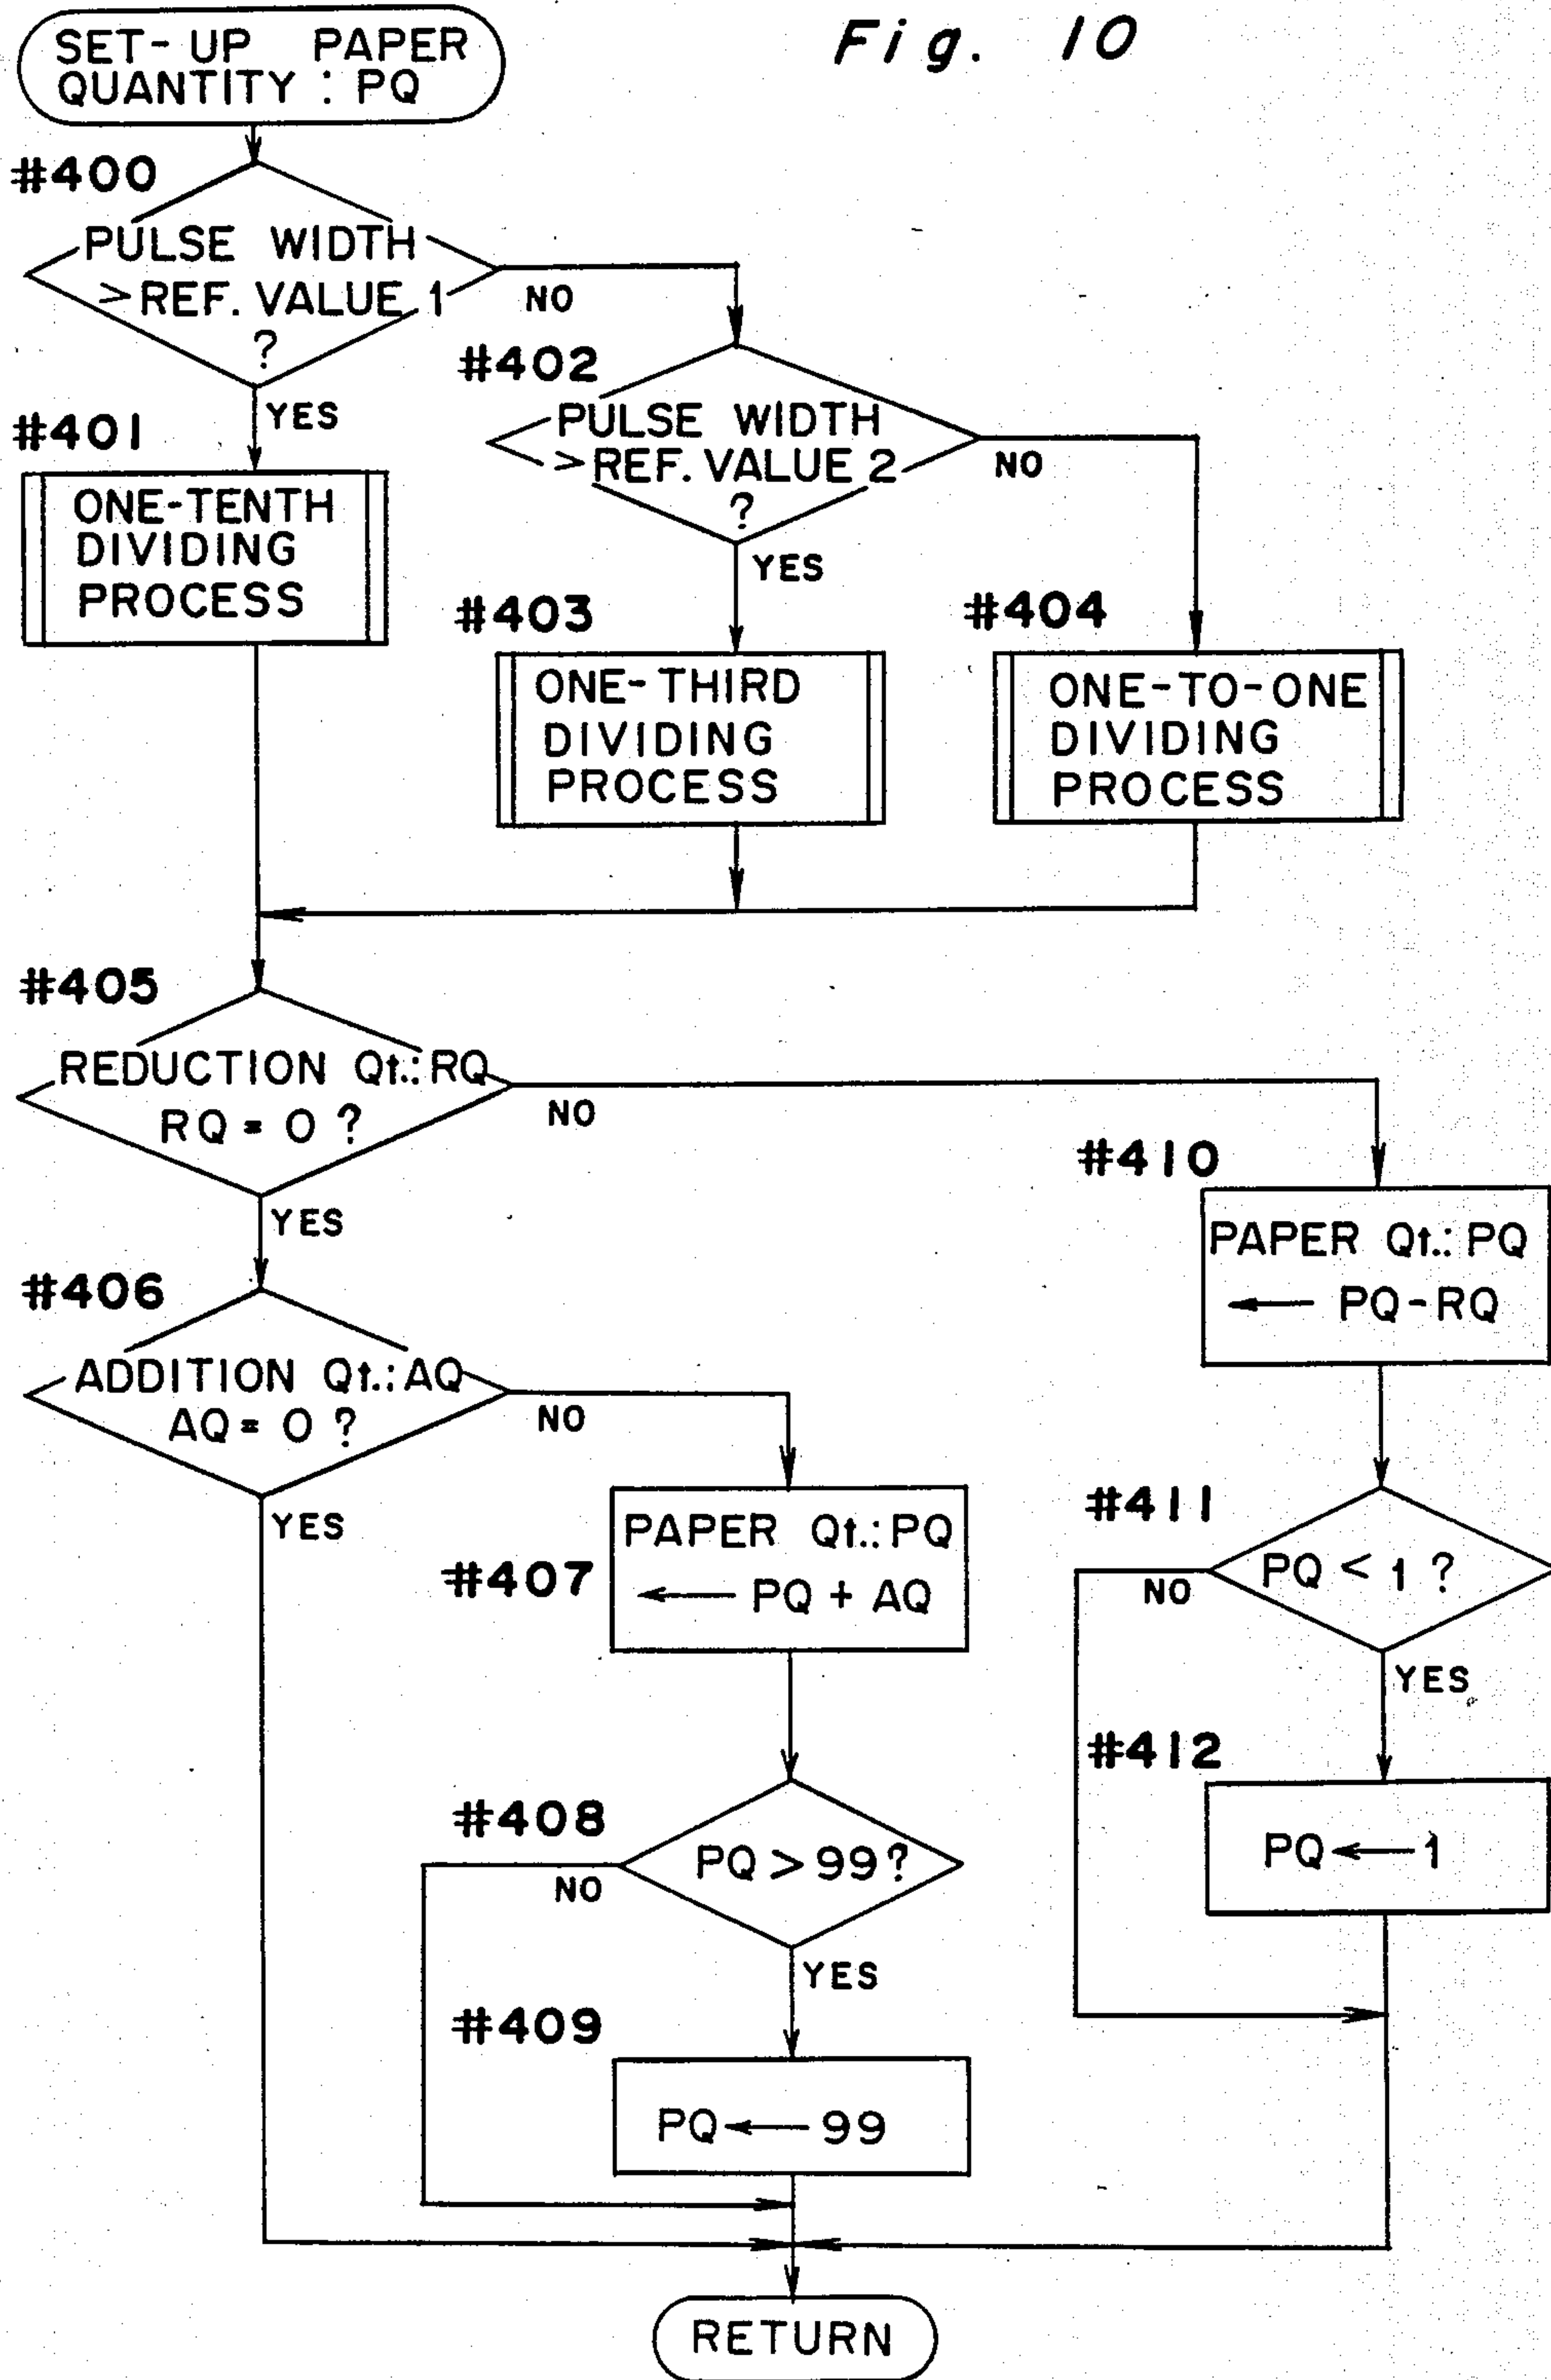 Fig. 10
SET-UP PAPER
QUANTITY : PQ
#400
PULSE WIDTH
> REF. VALUE 1
?
NO
YES
#402
PULSE WIDTH
> REF. VALUE 2
?
NO
YES
#401
ONE-TENTH
DIVIDING
PROCESS
#403
ONE-THIRD
DIVIDING
PROCESS
#404
ONE-TO-ONE
DIVIDING
PROCESS
#405
REDUCTION Qt.: RQ
RQ = 0 ?
NO
YES
#406
ADDITION Qt.: AQ
AQ = 0 ?
NO
YES
#407
PAPER Qt.: PQ
← PQ + AQ
#408
PQ > 99 ?
NO
YES
#409
PQ ← 99
#410
PAPER Qt.: PQ
← PQ - RQ
#411
PQ < 1 ?
NO
YES
#412
PQ ← 1
RETURN